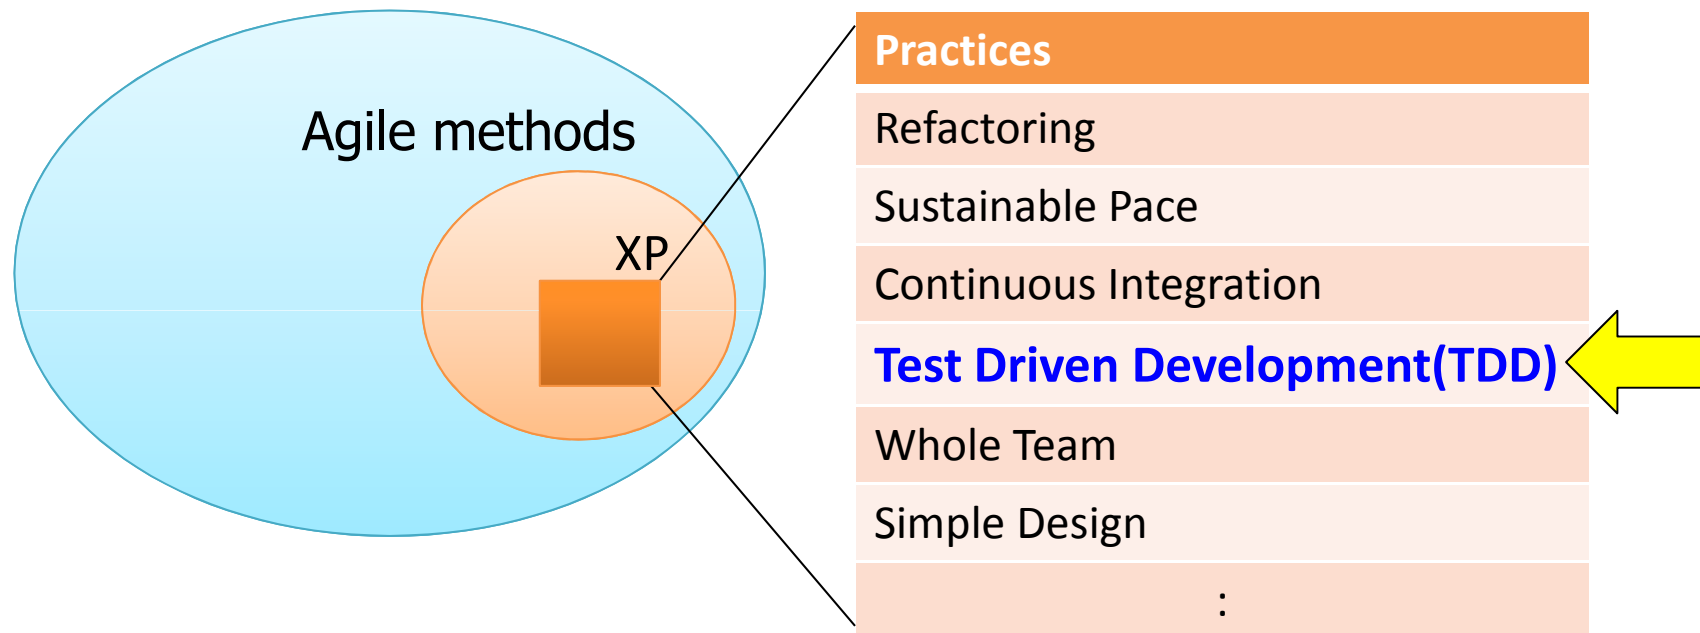 Agile methods
XP
Practices
Refactoring
Sustainable Pace
Continuous Integration
Test Driven Development(TDD)
Whole Team
Simple Design
: